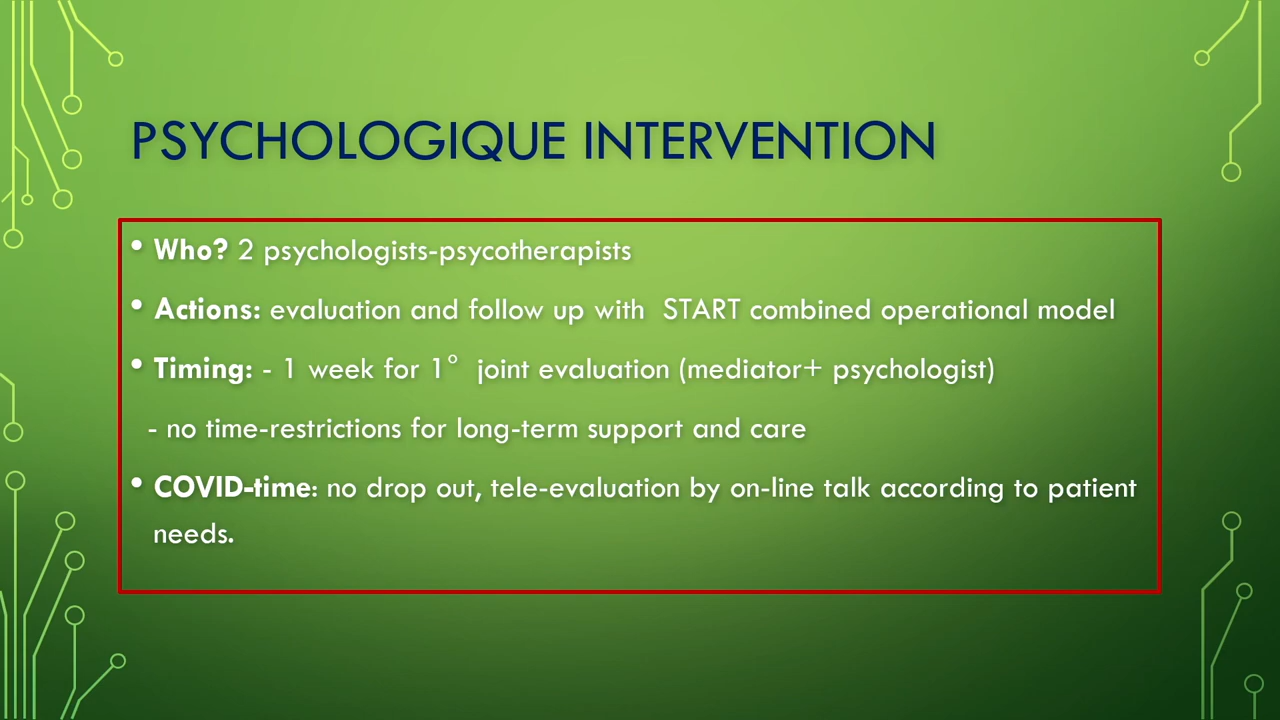 PSYCHOLOGIQUE INTERVENTION
• Who? 2 psychologists-psycotherapists
• Actions: evaluation and follow up with  START combined operational model
• Timing: - 1 week for 1°  joint evaluation (mediator+ psychologist)
- no time-restrictions for long-term support and care
• COVID-time: no drop out, tele-evaluation by on-line talk according to patient
needs.